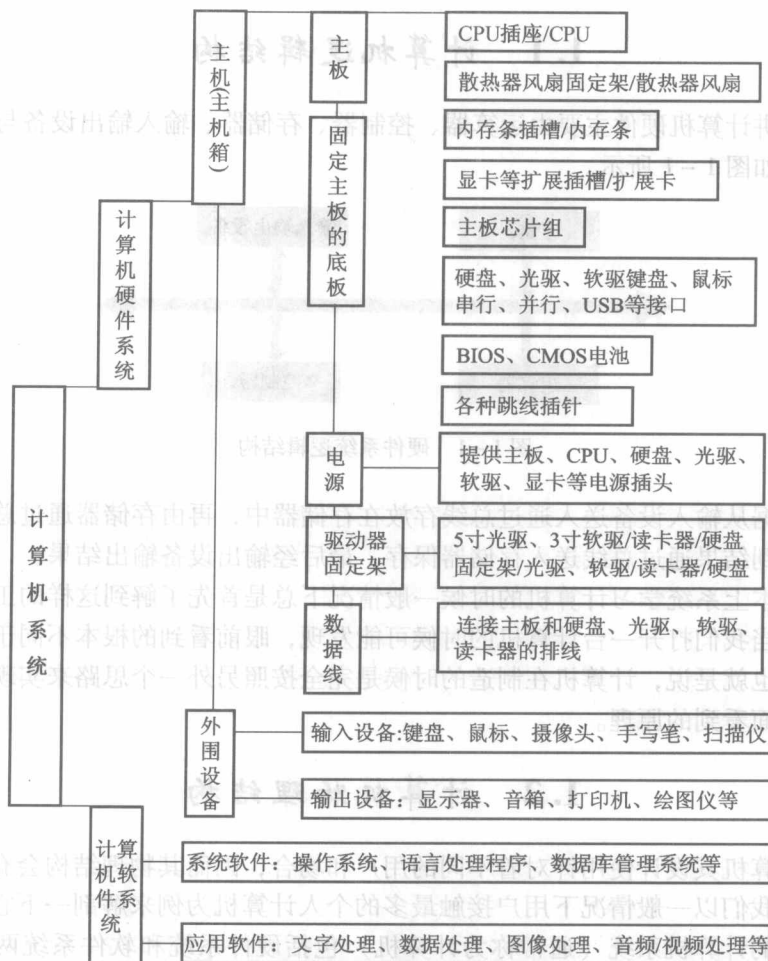 计算机系统
计算机硬件系统
主机(主机箱)
主板
固定主板的底板
CPU插座/CPU
散热器风扇固定架/散热器风扇
内存条插槽/内存条
显卡等扩展插槽/扩展卡
主板芯片组
硬盘、光驱、软驱键盘、鼠标
串行、并行、USB等接口
BIOS、CMOS电池
各种跳线插针
电源
提供主板、CPU、硬盘、光驱、
软驱、显卡等电源插头
驱动器
固定架
5寸光驱、3寸软驱/读卡器/硬盘
固定架/光驱、软驱/读卡器/硬盘
数据线
连接主板和硬盘、光驱、软驱、
读卡器的排线
外围设备
输入设备:键盘、鼠标、摄像头、手写笔、扫描仪
输出设备：显示器、音箱、打印机、绘图仪等
计算机软件系统
系统软件：操作系统、语言处理程序、数据库管理系统等
应用软件：文字处理、数据处理、图像处理、音频/视频处理等